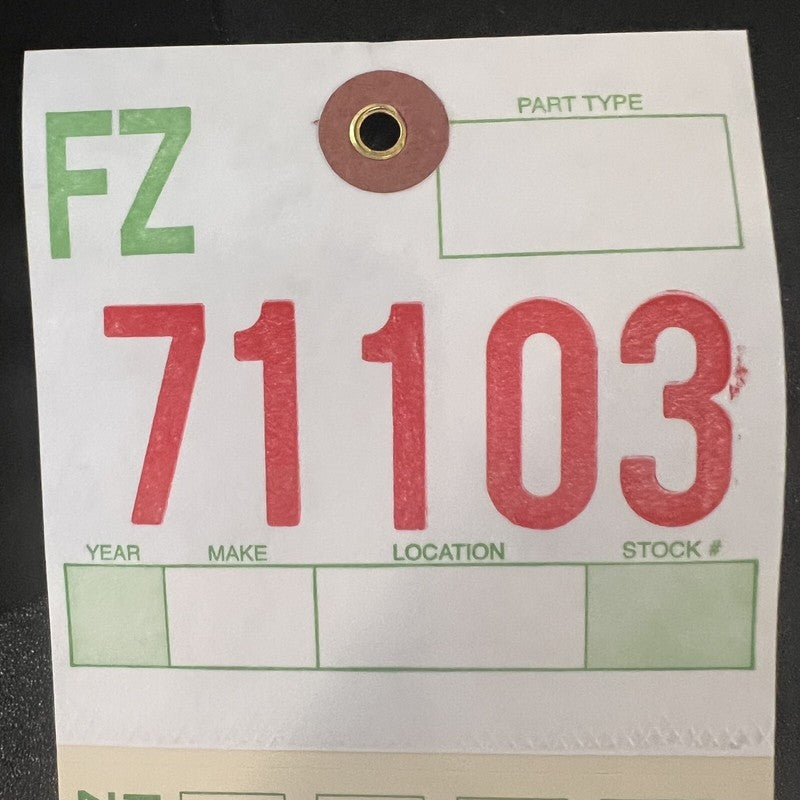 FZ
PART TYPE
71103
YEAR MAKE LOCATION STOCK #